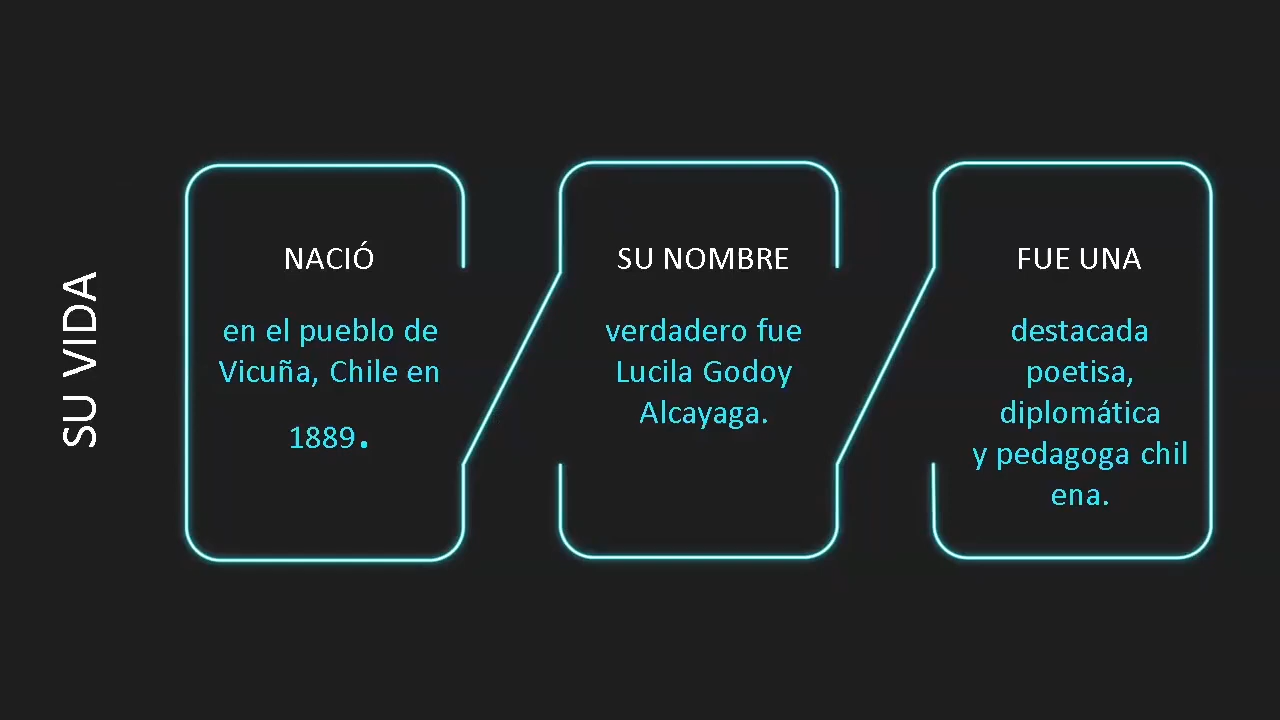 SU VIDA
NACIÓ
en el pueblo de
Vicuña, Chile en
1889.
SU NOMBRE
verdadero fue
Lucila Godoy
Alcayaga.
FUE UNA
destacada
poetisa,
diplomática
y pedagoga chil
ena.